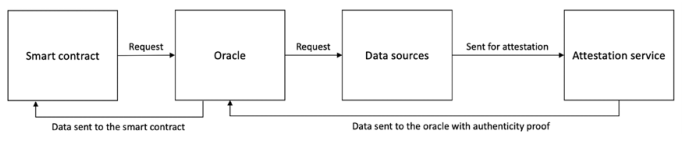 Smart contract
Request
Oracle
Request
Data sources
Sent for attestation
Attestation service
Data sent to the smart contract
Data sent to the oracle with authenticity proof